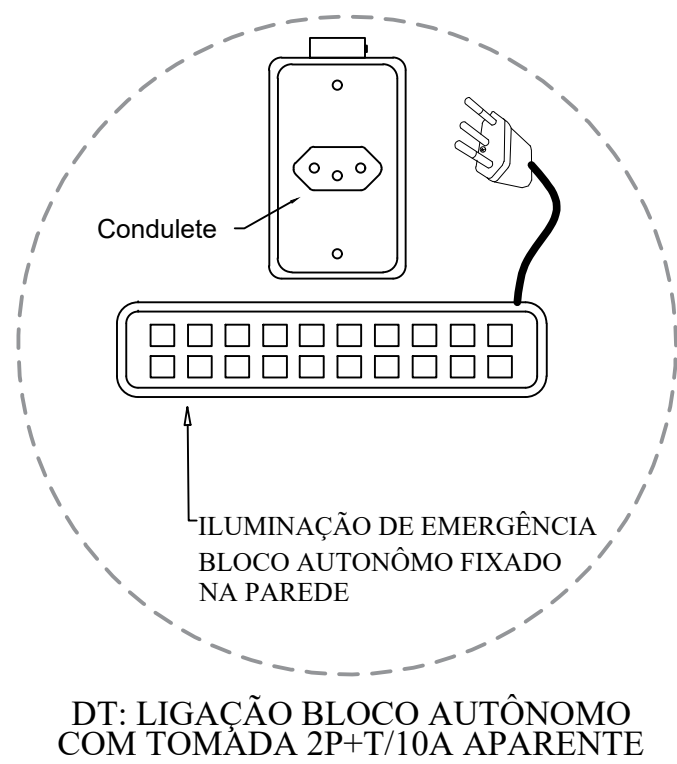 Condulete
ILUMINAÇÃO DE EMERGÊNCIA
BLOCO AUTONÔMO FIXADO
NA PAREDE
DT: LIGAÇÃO BLOCO AUTÔNOMO
COM TOMADA 2P+T/10A APARENTE